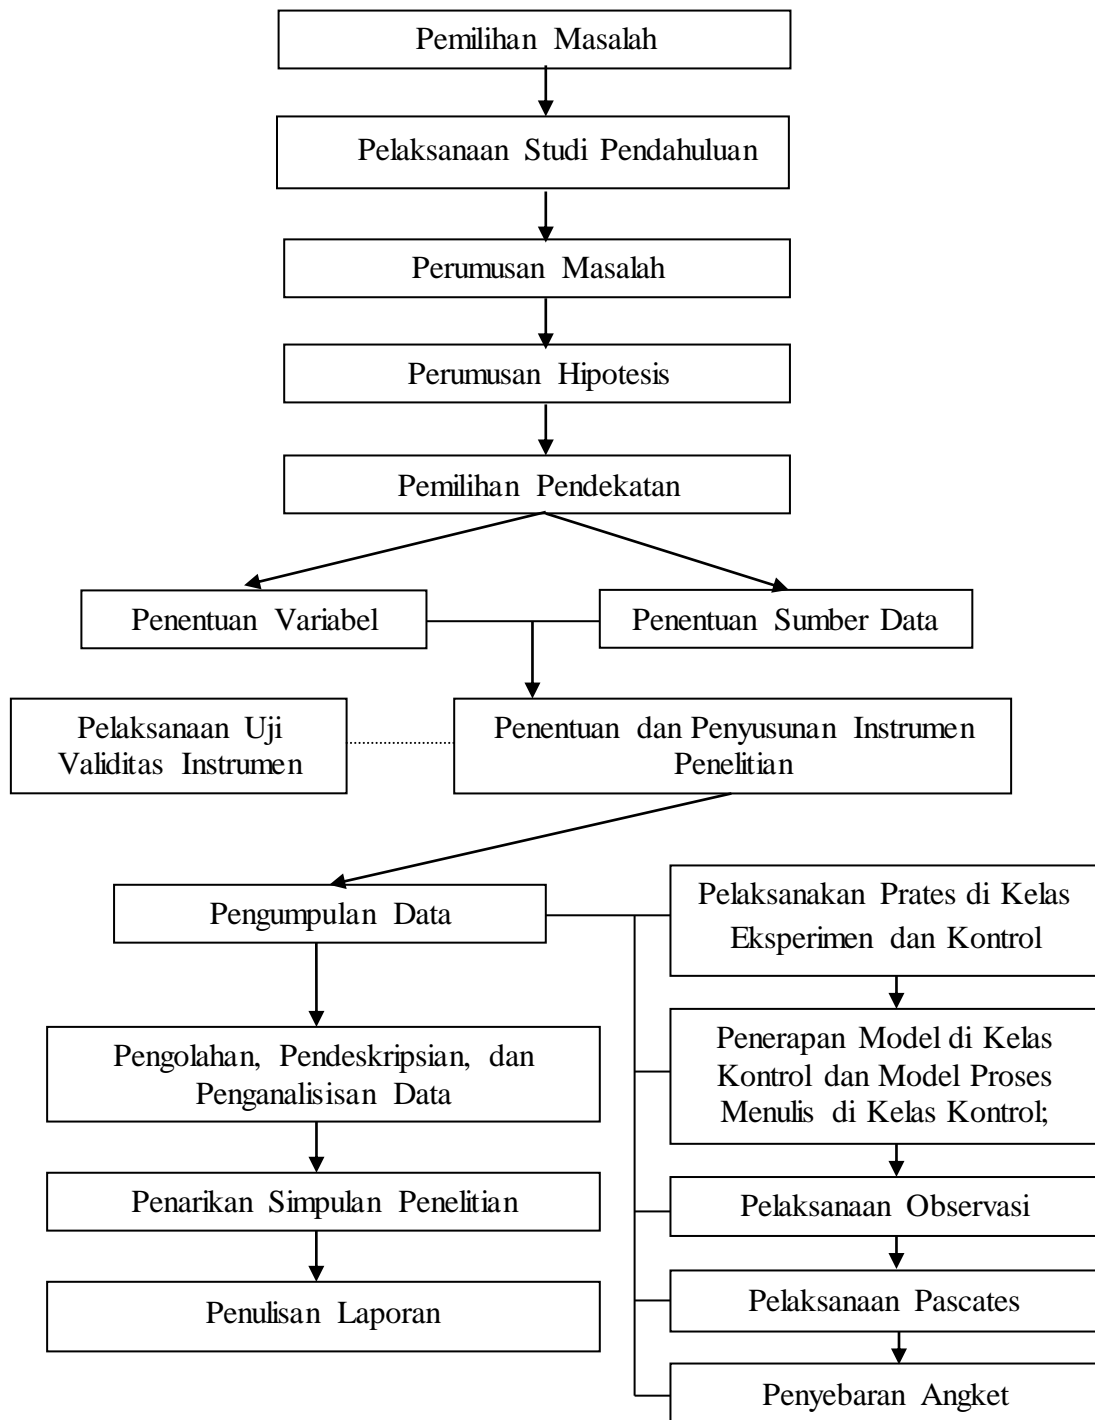 Pemilihan Masalah
Pelaksanaan Studi Pendahuluan
Perumusan Masalah
Perumusan Hipotesis
Pemilihan Pendekatan
Penentuan Variabel
Penentuan Sumber Data
Pelaksanaan Uji
Validitas Instrumen
Penentuan dan Penyusunan Instrumen
Penelitian
Pengumpulan Data
Pengolahan, Pendeskripsian, dan
Penganalisisan Data
Penarikan Simpulan Penelitian
Penulisan Laporan
Pelaksanakan Prates di Kelas
Eksperimen dan Kontrol
Penerapan Model di Kelas
Kontrol dan Model Proses
Menulis di Kelas Kontrol;
Pelaksanaan Observasi
Pelaksanaan Pascates
Penyebaran Angket